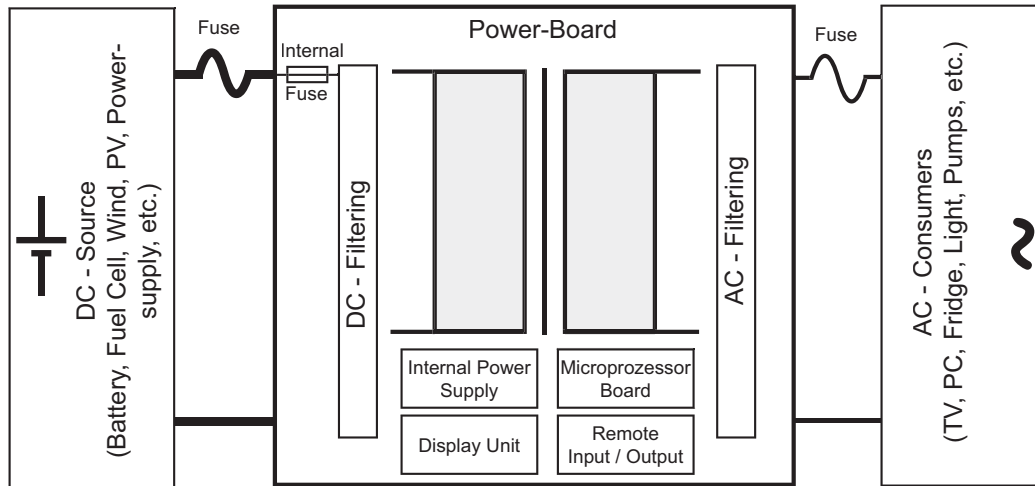 DC - Source
(Battery, Fuel Cell, Wind, PV, Power-
supply, etc.)
Fuse
Power-Board
Internal
Fuse
DC - Filtering
AC - Filtering
Internal Power
Supply
Microprozessor
Board
Display Unit
Remote
Input / Output
Fuse
AC - Consumers
(TV, PC, Fridge, Light, Pumps, etc.)